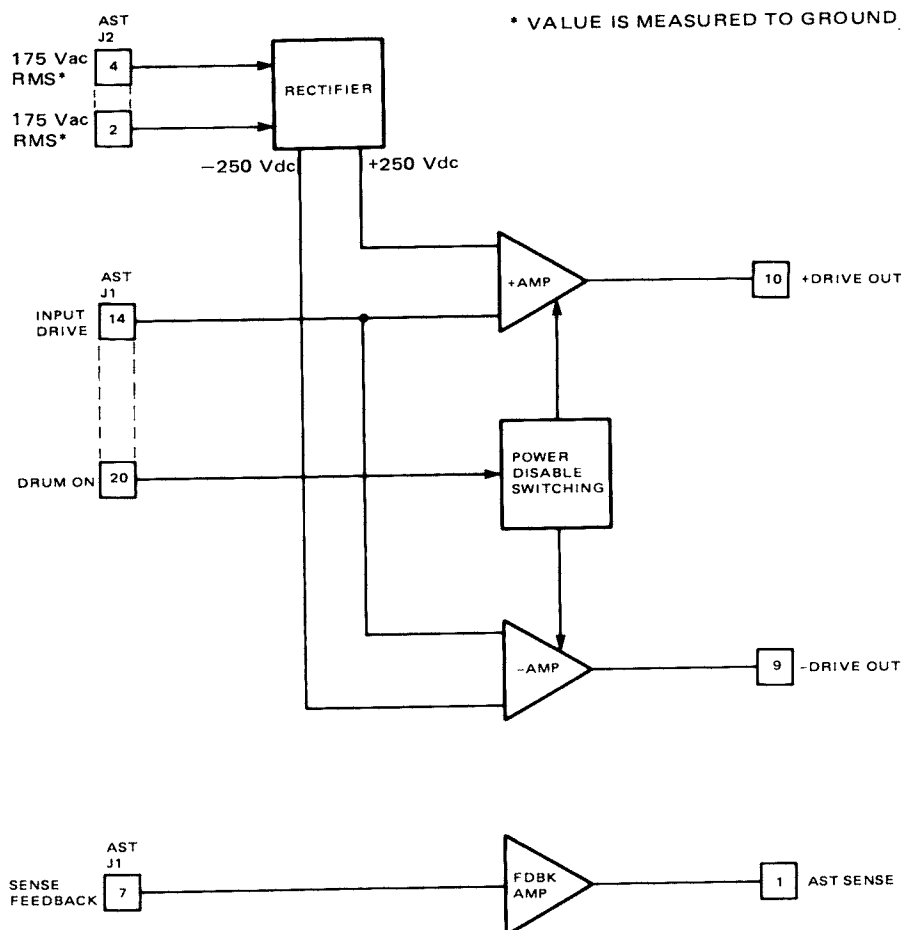 * VALUE IS MEASURED TO GROUND
AST
J2
175 Vac
RMS*
4
175 Vac
RMS*
2
RECTIFIER
−250 Vdc
+250 Vdc
AST
J1
INPUT
DRIVE
14
+AMP
10
+DRIVE OUT
DRUM ON
20
POWER
DISABLE
SWITCHING
−AMP
9
−DRIVE OUT
AST
J1
SENSE
FEEDBACK
7
FDBK
AMP
1
AST SENSE